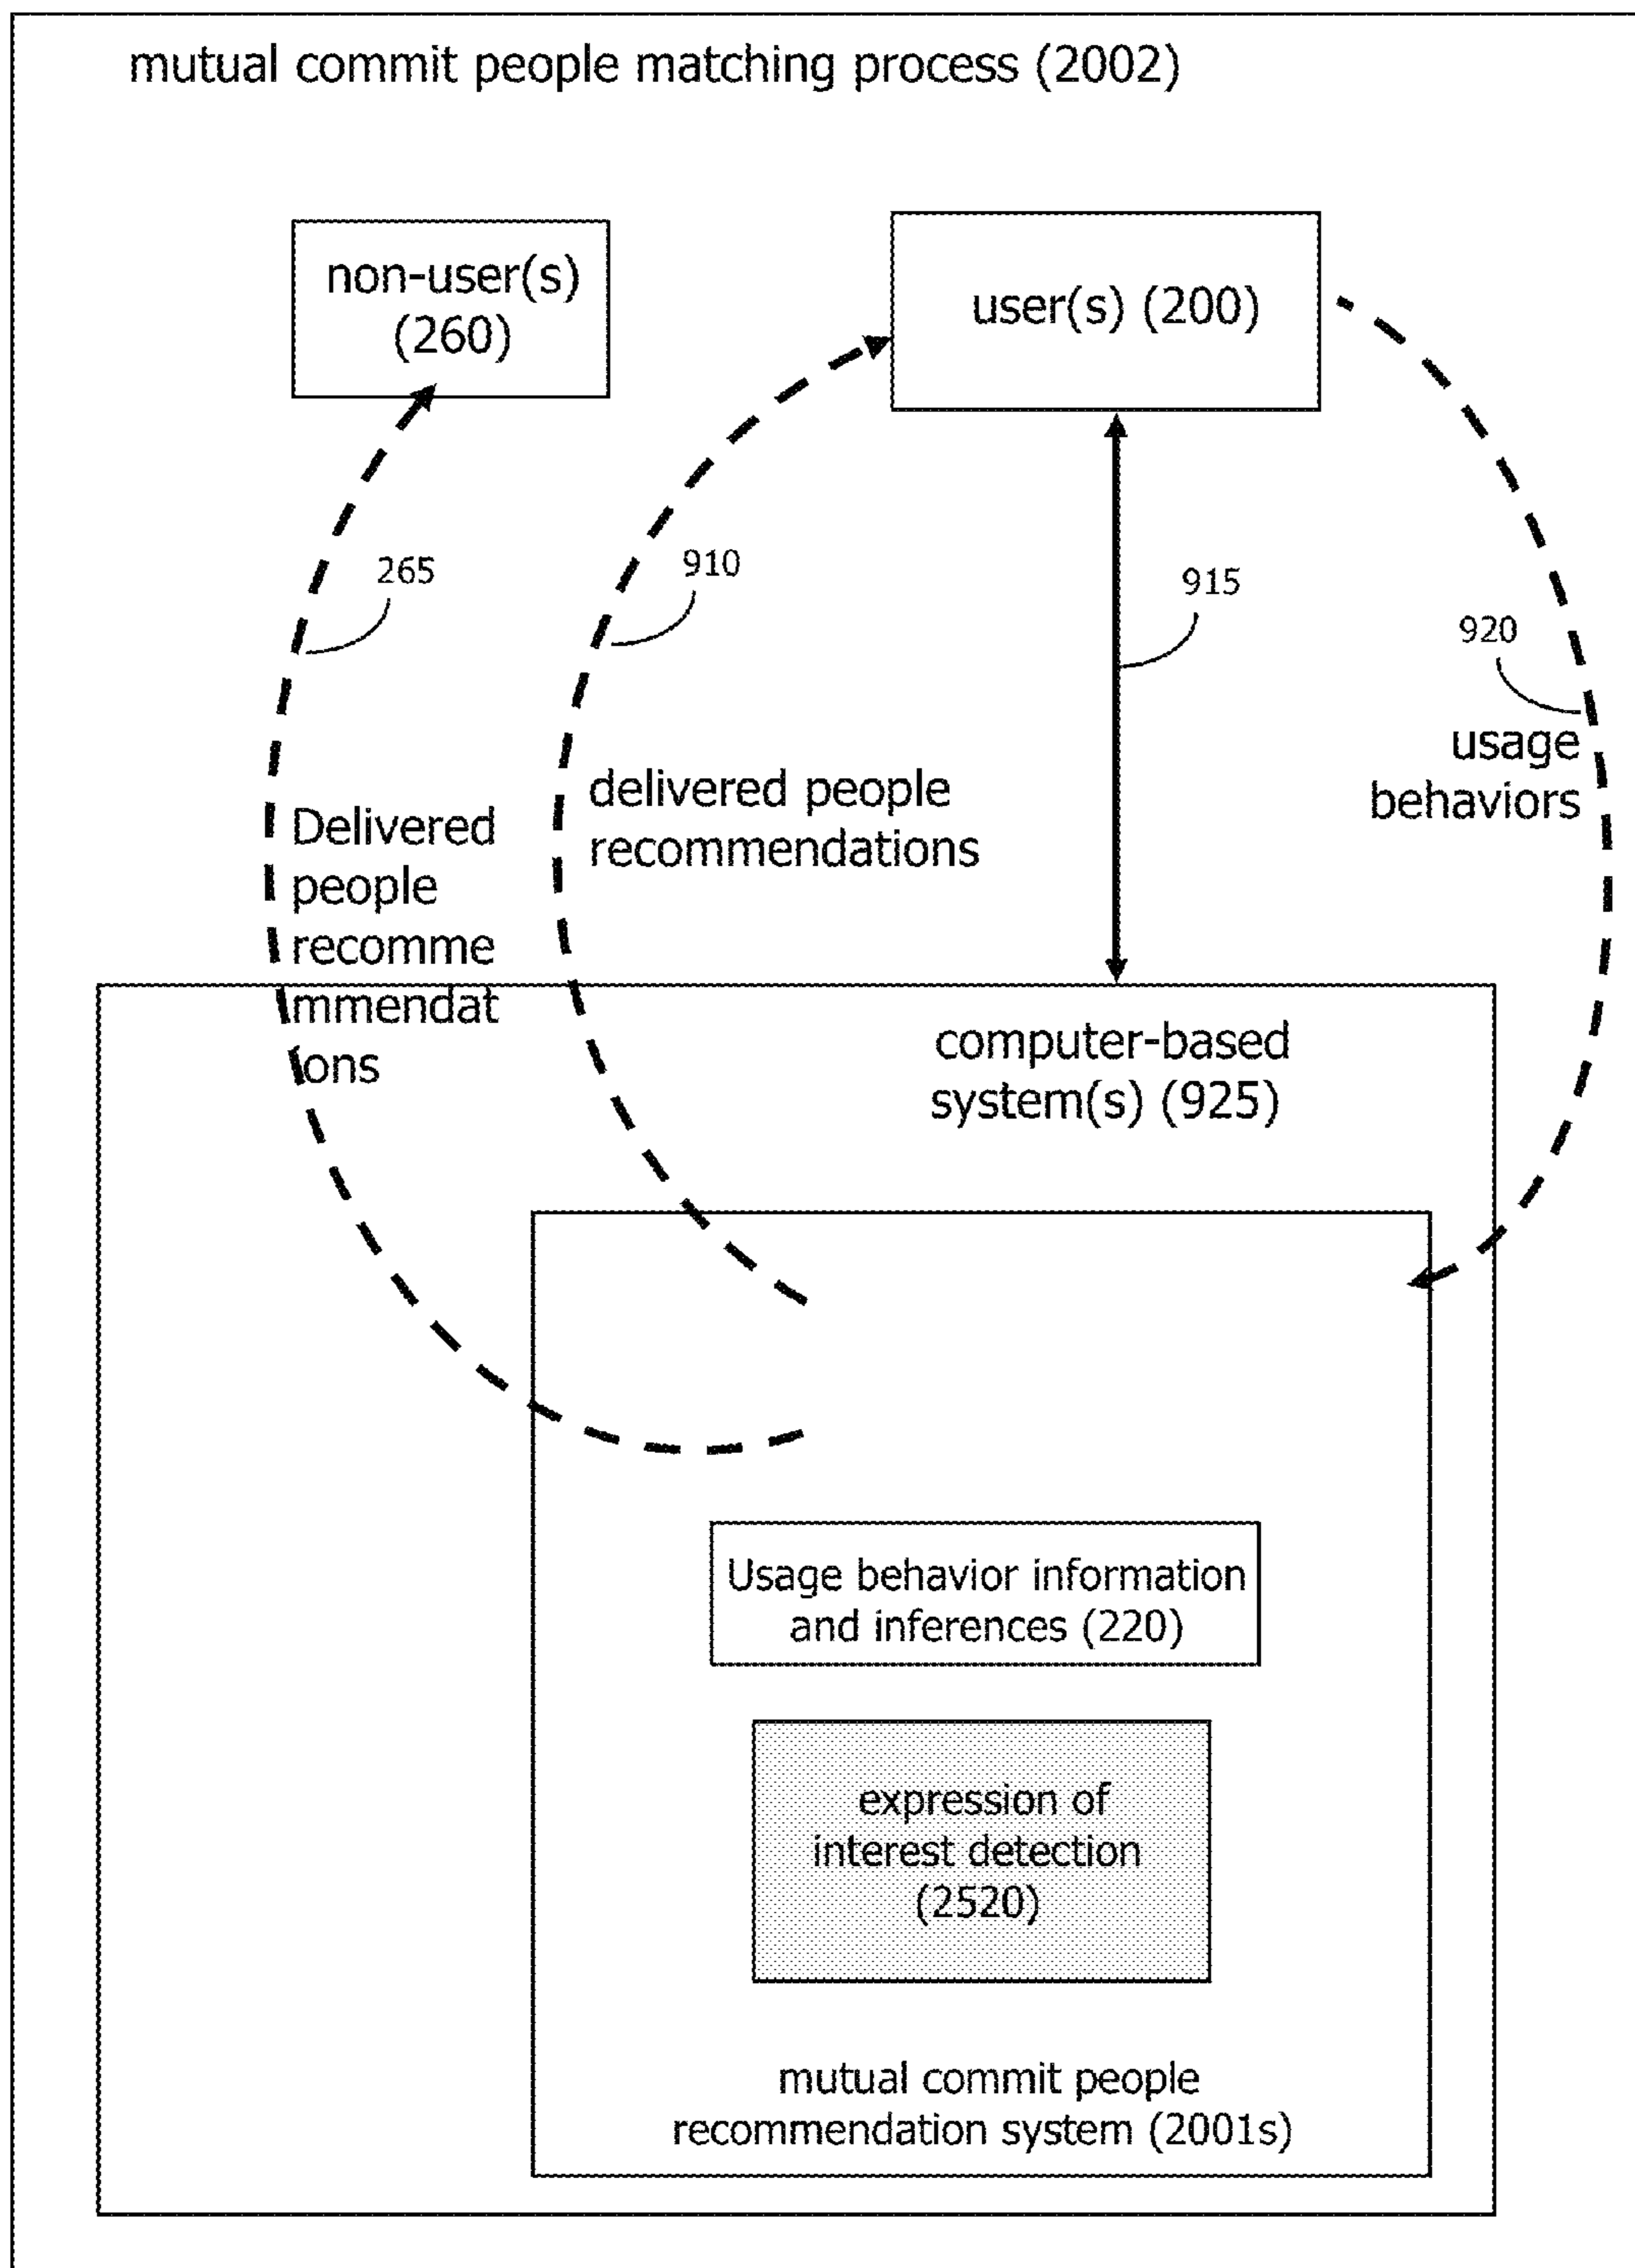 mutual commit people matching process (2002)
non-user(s)
(260)
user(s) (200)
265
910
915
920
usage
behaviors
delivered people
recommendations
Delivered
people
recomme
mmendat
ions
computer-based
system(s) (925)
Usage behavior information
and inferences (220)
expression of
interest detection
(2520)
mutual commit people
recommendation system (2001s)